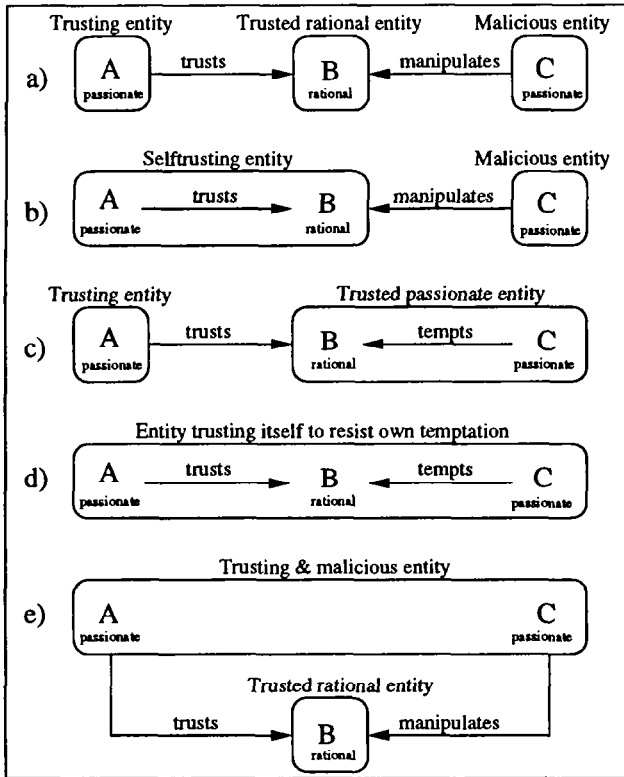 Trusting entity Trusted rational entity Malicious entity
a) A trusts B manipulates C
passionate rational passionate
Selftrusting entity Malicious entity
b) A trusts B manipulates C
passionate rational passionate
Trusting entity Trusted passionate entity
c) A trusts B tempts C
passionate rational passionate
Entity trusting itself to resist own temptation
d) A trusts B tempts C
passionate rational passionate
Trusting & malicious entity
e) A C
passionate passionate
Trusted rational entity
trusts B manipulates
rational